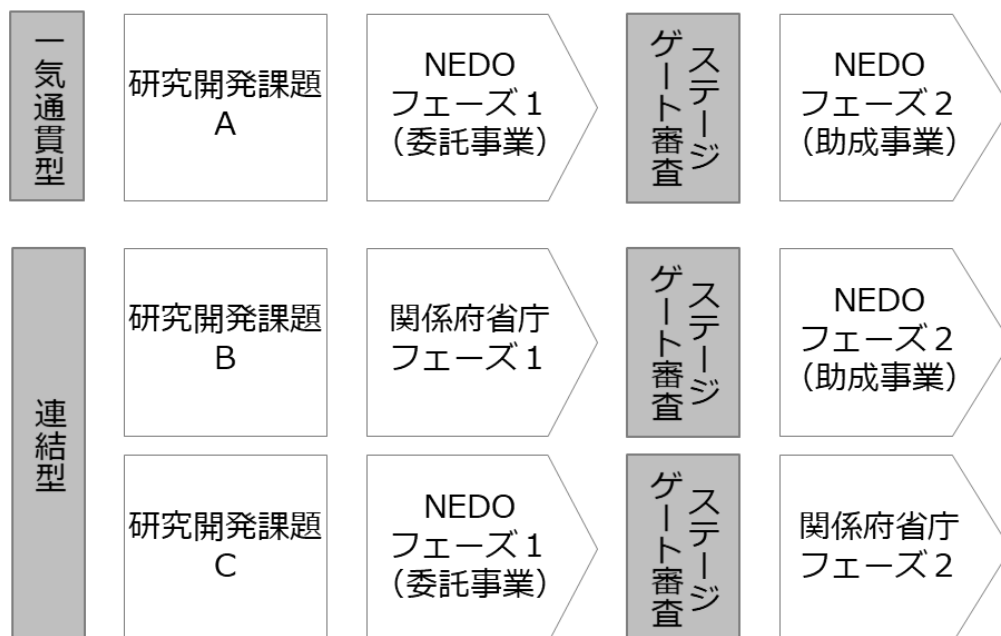 一気通貫型
研究開発課題
A
NEDO
フェーズ1
（委託事業）
ステージ
ゲート審査
NEDO
フェーズ2
（助成事業）
連結型
研究開発課題
B
関係府省庁
フェーズ1
ステージ
ゲート審査
NEDO
フェーズ2
（助成事業）
研究開発課題
C
NEDO
フェーズ1
（委託事業）
ステージ
ゲート審査
関係府省庁
フェーズ2